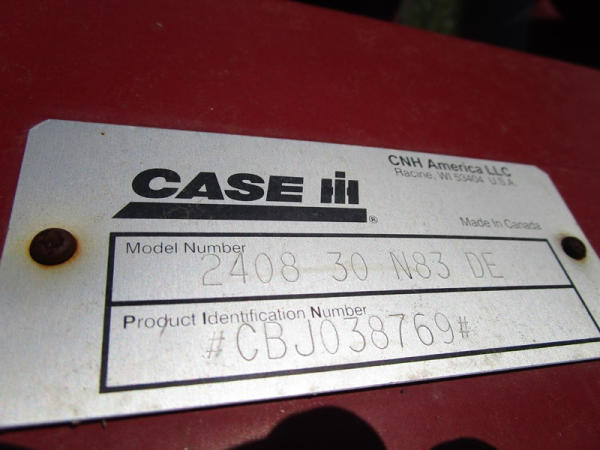 CASE IH
®
CNH America LLC
Racine, WI 53404 U.S.A.
Made In Canada
Model Number
2408 30 N83 DE
Product Identification Number
#CBJ038769#